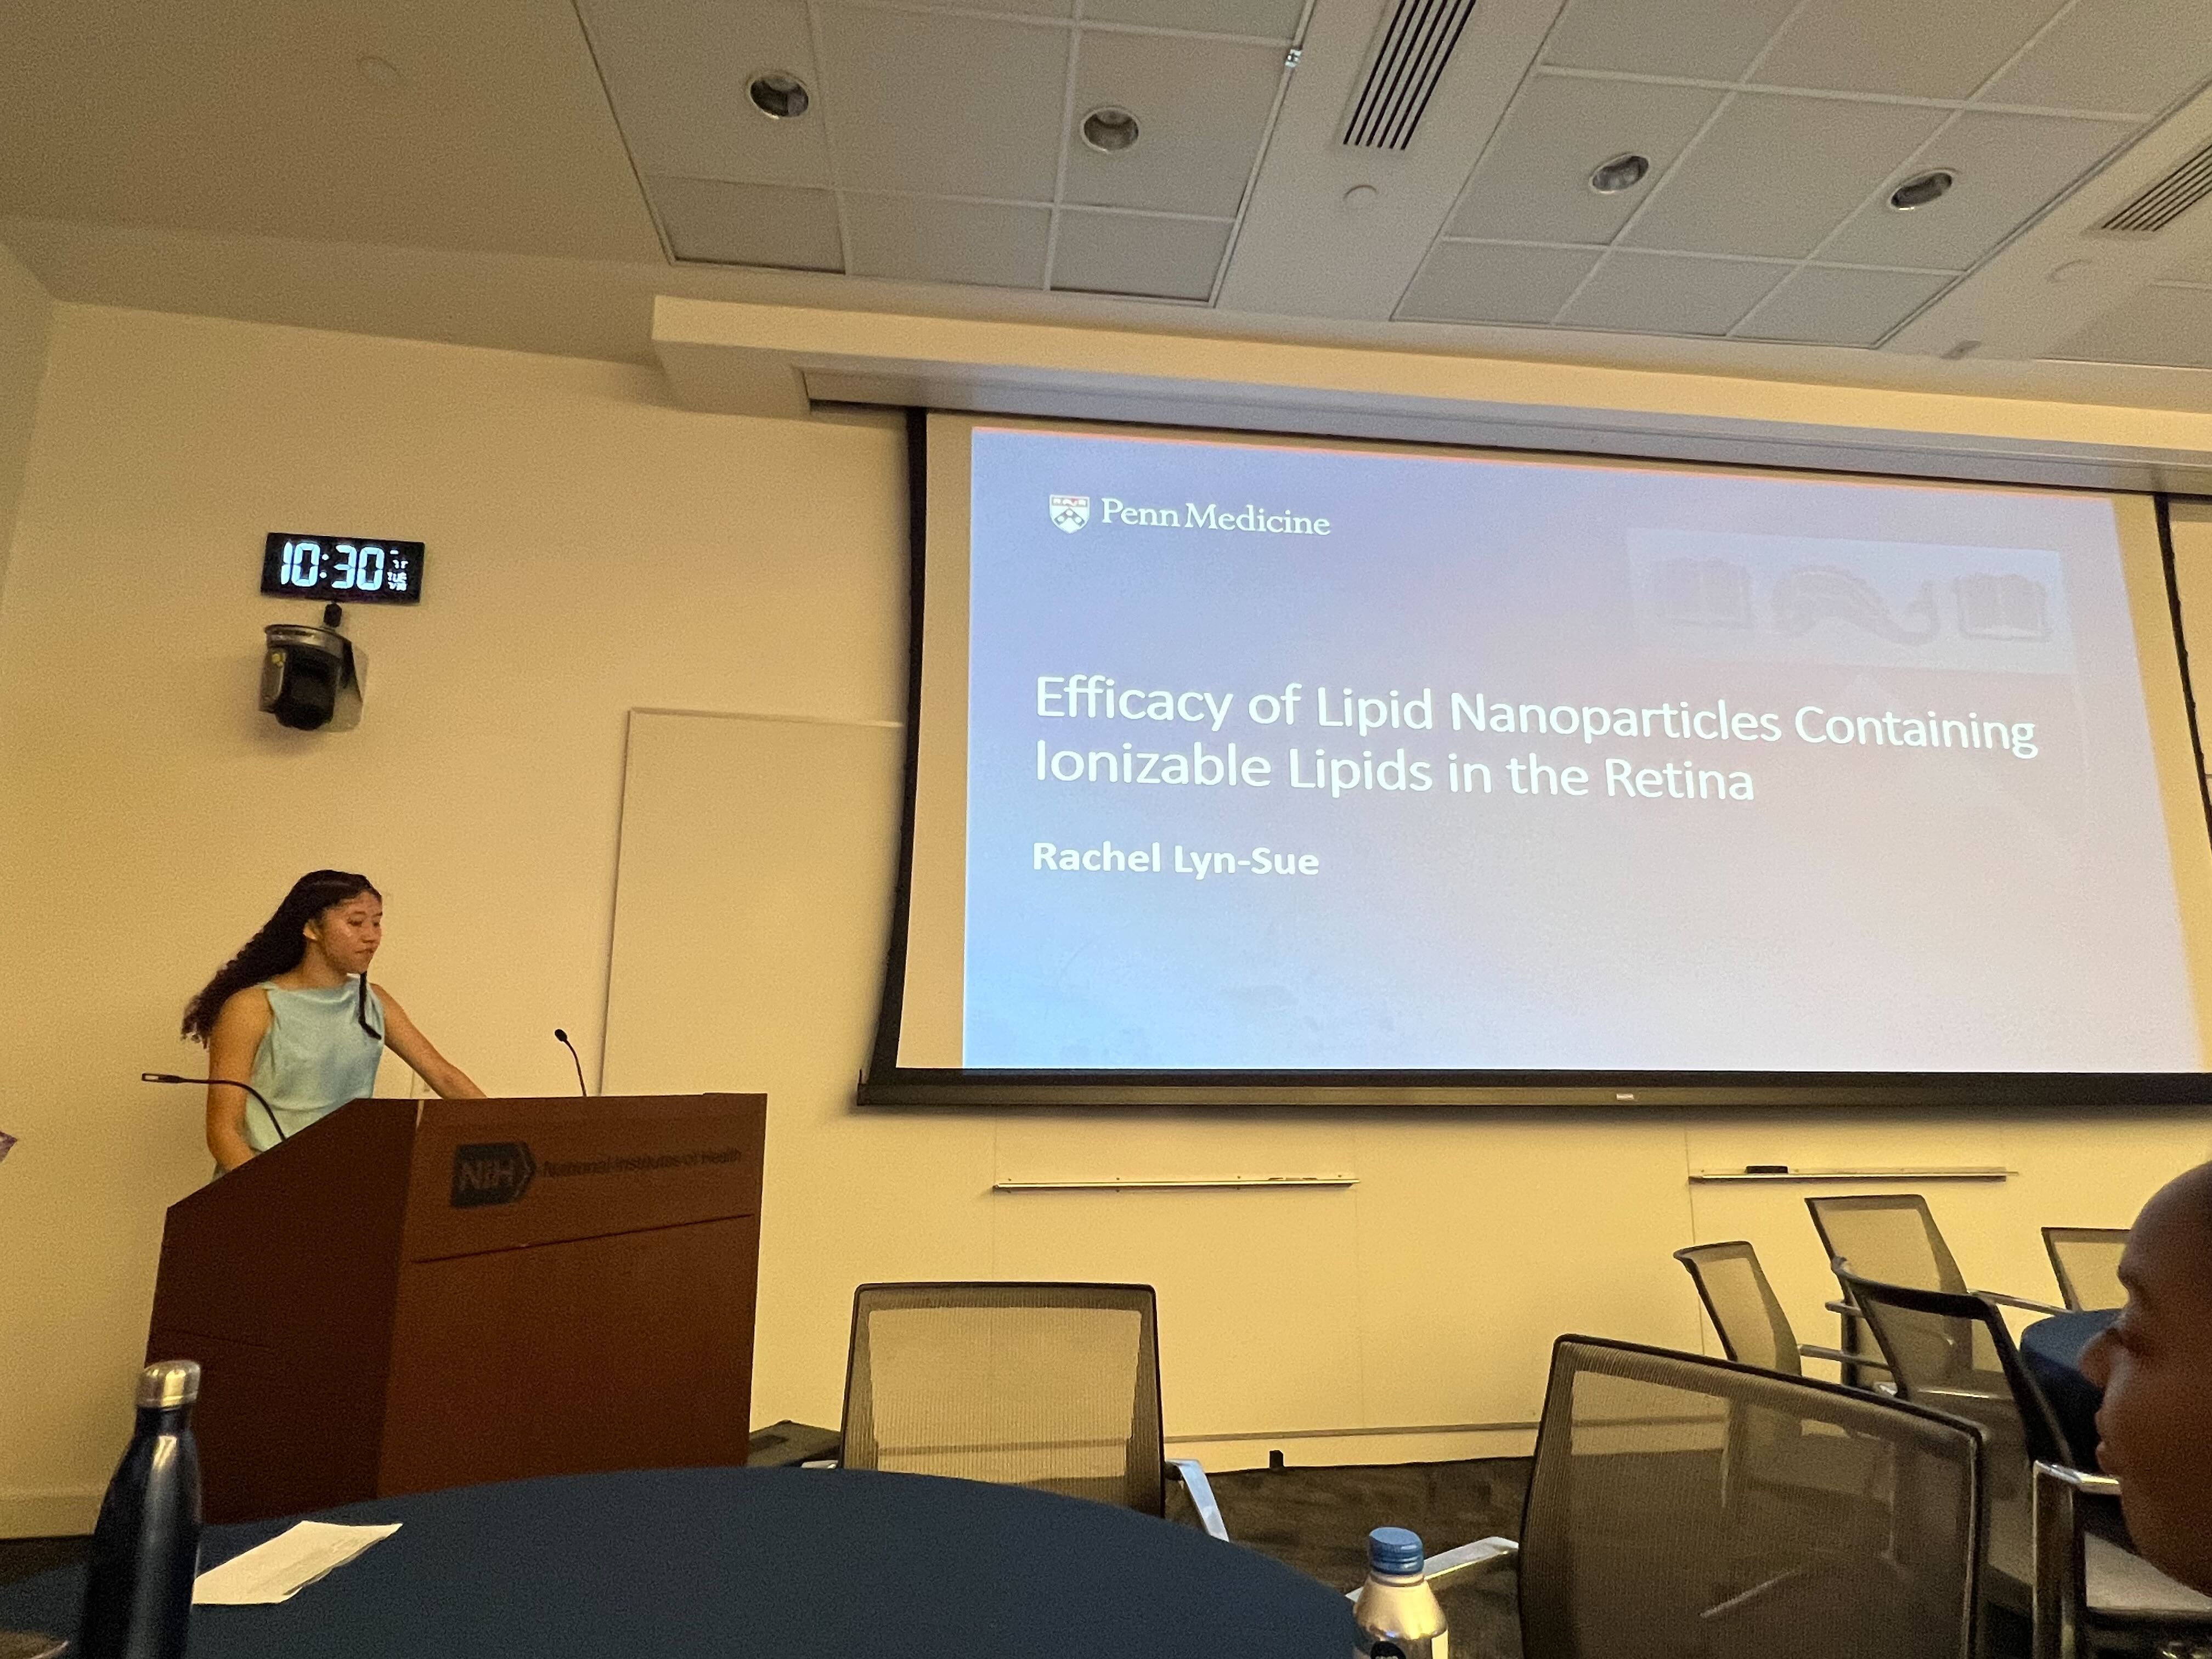 Penn Medicine
10:30
TUE
Efficacy of Lipid Nanoparticles Containing
Ionizable Lipids in the Retina
Rachel Lyn-Sue
NIH National Institutes of Health